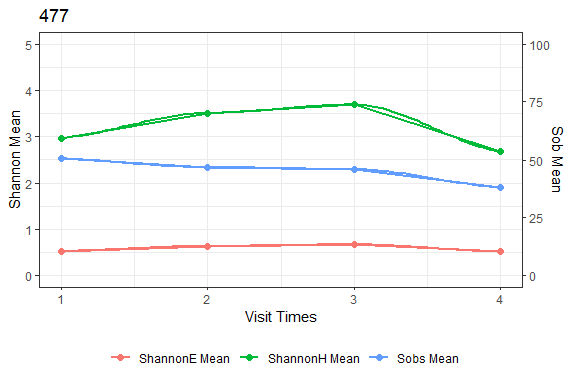 477
5
4
3
2
1
0
100
75
50
25
0
Shannon Mean
Sob Mean
1 2 3 4
Visit Times
ShannonE Mean ShannonH Mean Sobs Mean